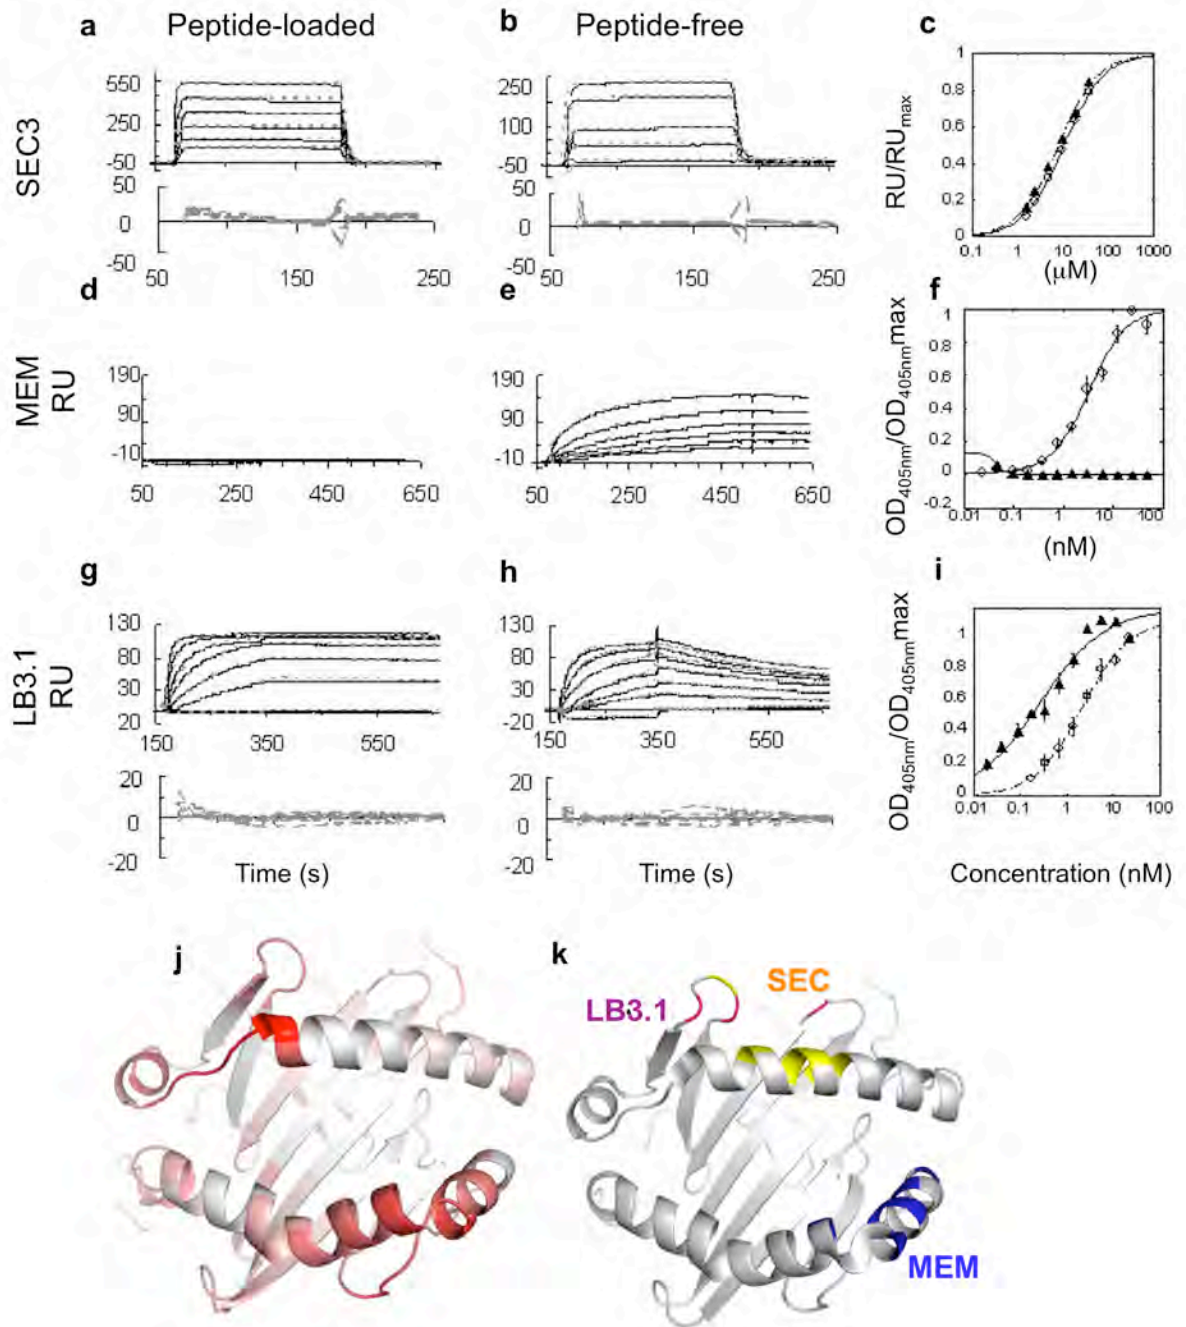 a Peptide-loaded
b Peptide-free
c
SEC3
550
250
-50
50
0
-50
50 150 250
250
100
-50
50
0
-50
50 150 250
RU/RUmax
1
0.8
0.6
0.4
0.2
0
0.1 1 10 100 1000
(μM)
d
e
f
MEM
RU
190
90
-10
50 250 450 650
190
90
-10
50 250 450 650
OD405nm/OD405nmmax
1
0.8
0.6
0.4
0.2
0
-0.2
0.01 0.1 1 10 100
(nM)
g
h
i
LB3.1
RU
130
80
30
20
150 350 550
20
0
-20
Time (s)
130
80
30
-20
150 350 550
20
0
-20
Time (s)
OD405nm/OD405nmmax
1
0.8
0.6
0.4
0.2
0
0.01 0.1 1 10 100
Concentration (nM)
j
k
SEC
LB3.1
MEM